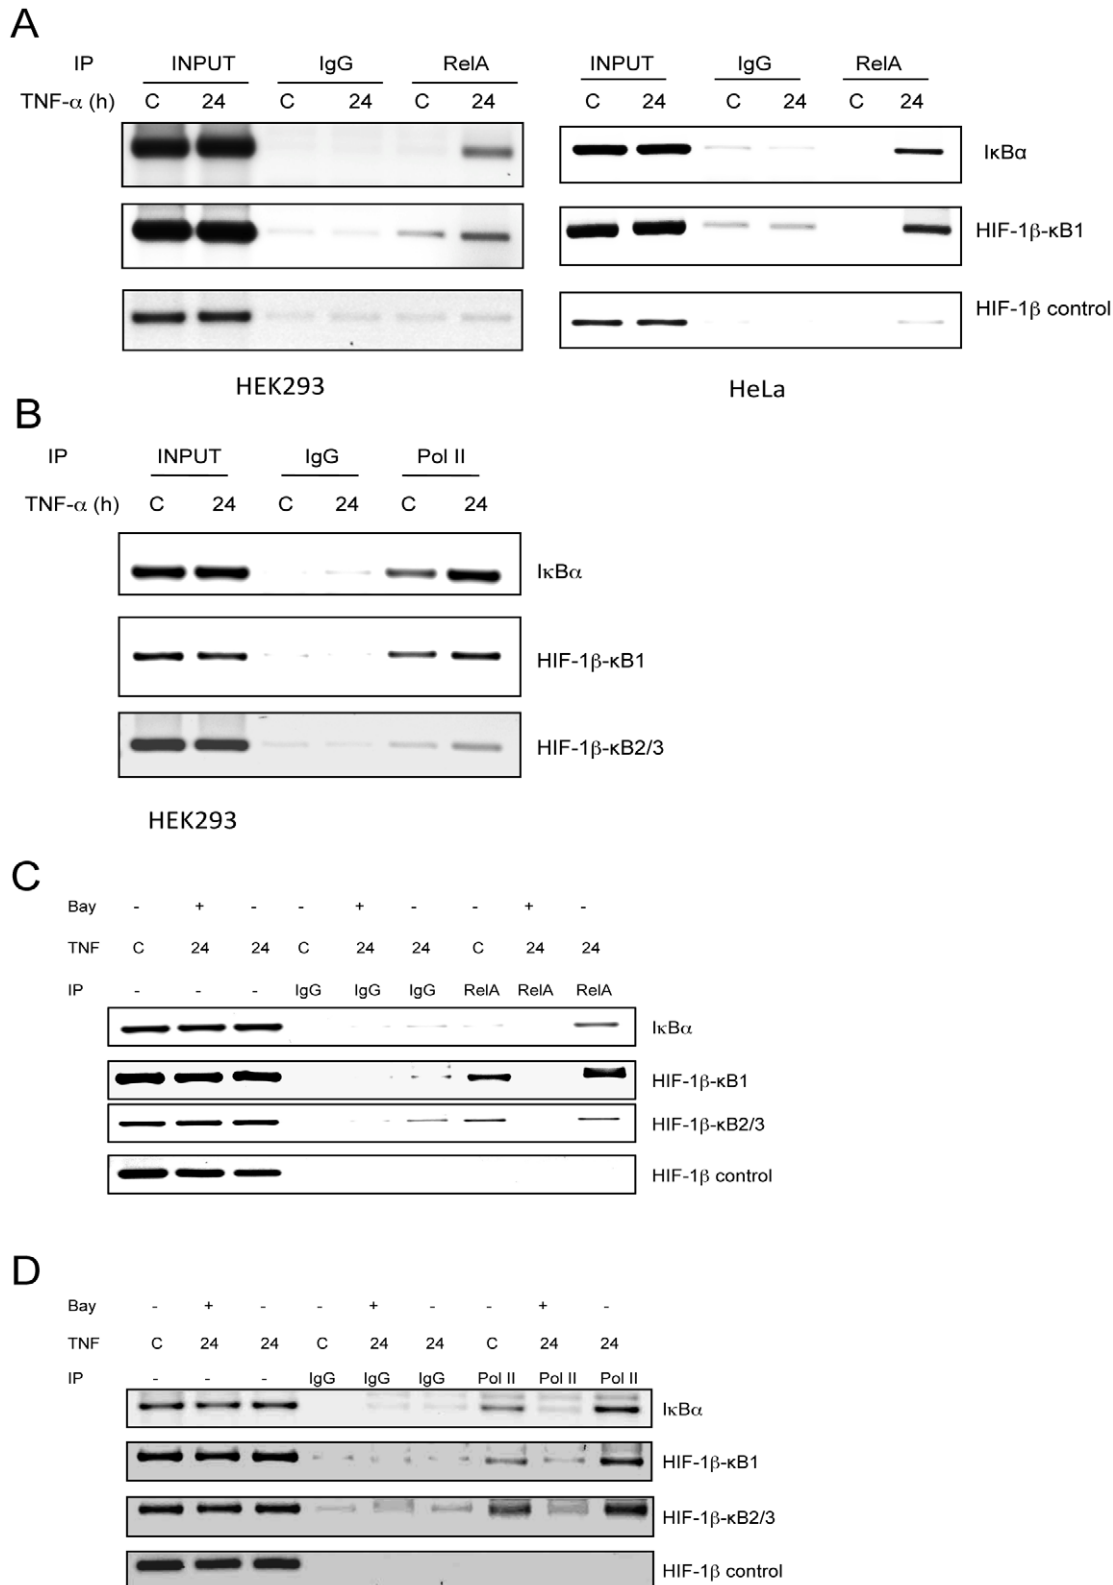 A
IP INPUT IgG RelA INPUT IgG RelA
TNF-α (h) C 24 C 24 C 24 C 24 C 24 C 24
IκBα
HIF-1β-κB1
HIF-1β control
HEK293 HeLa
B
IP INPUT IgG Pol II
TNF-α (h) C 24 C 24 C 24
IκBα
HIF-1β-κB1
HIF-1β-κB2/3
HEK293
C
Bay - + - - + - - + -
TNF C 24 24 C 24 24 C 24 24
IP - - - IgG IgG IgG RelA RelA RelA
IκBα
HIF-1β-κB1
HIF-1β-κB2/3
HIF-1β control
D
Bay - + - - + - - + -
TNF C 24 24 C 24 24 C 24 24
IP - - - IgG IgG IgG Pol II Pol II Pol II
IκBα
HIF-1β-κB1
HIF-1β-κB2/3
HIF-1β control